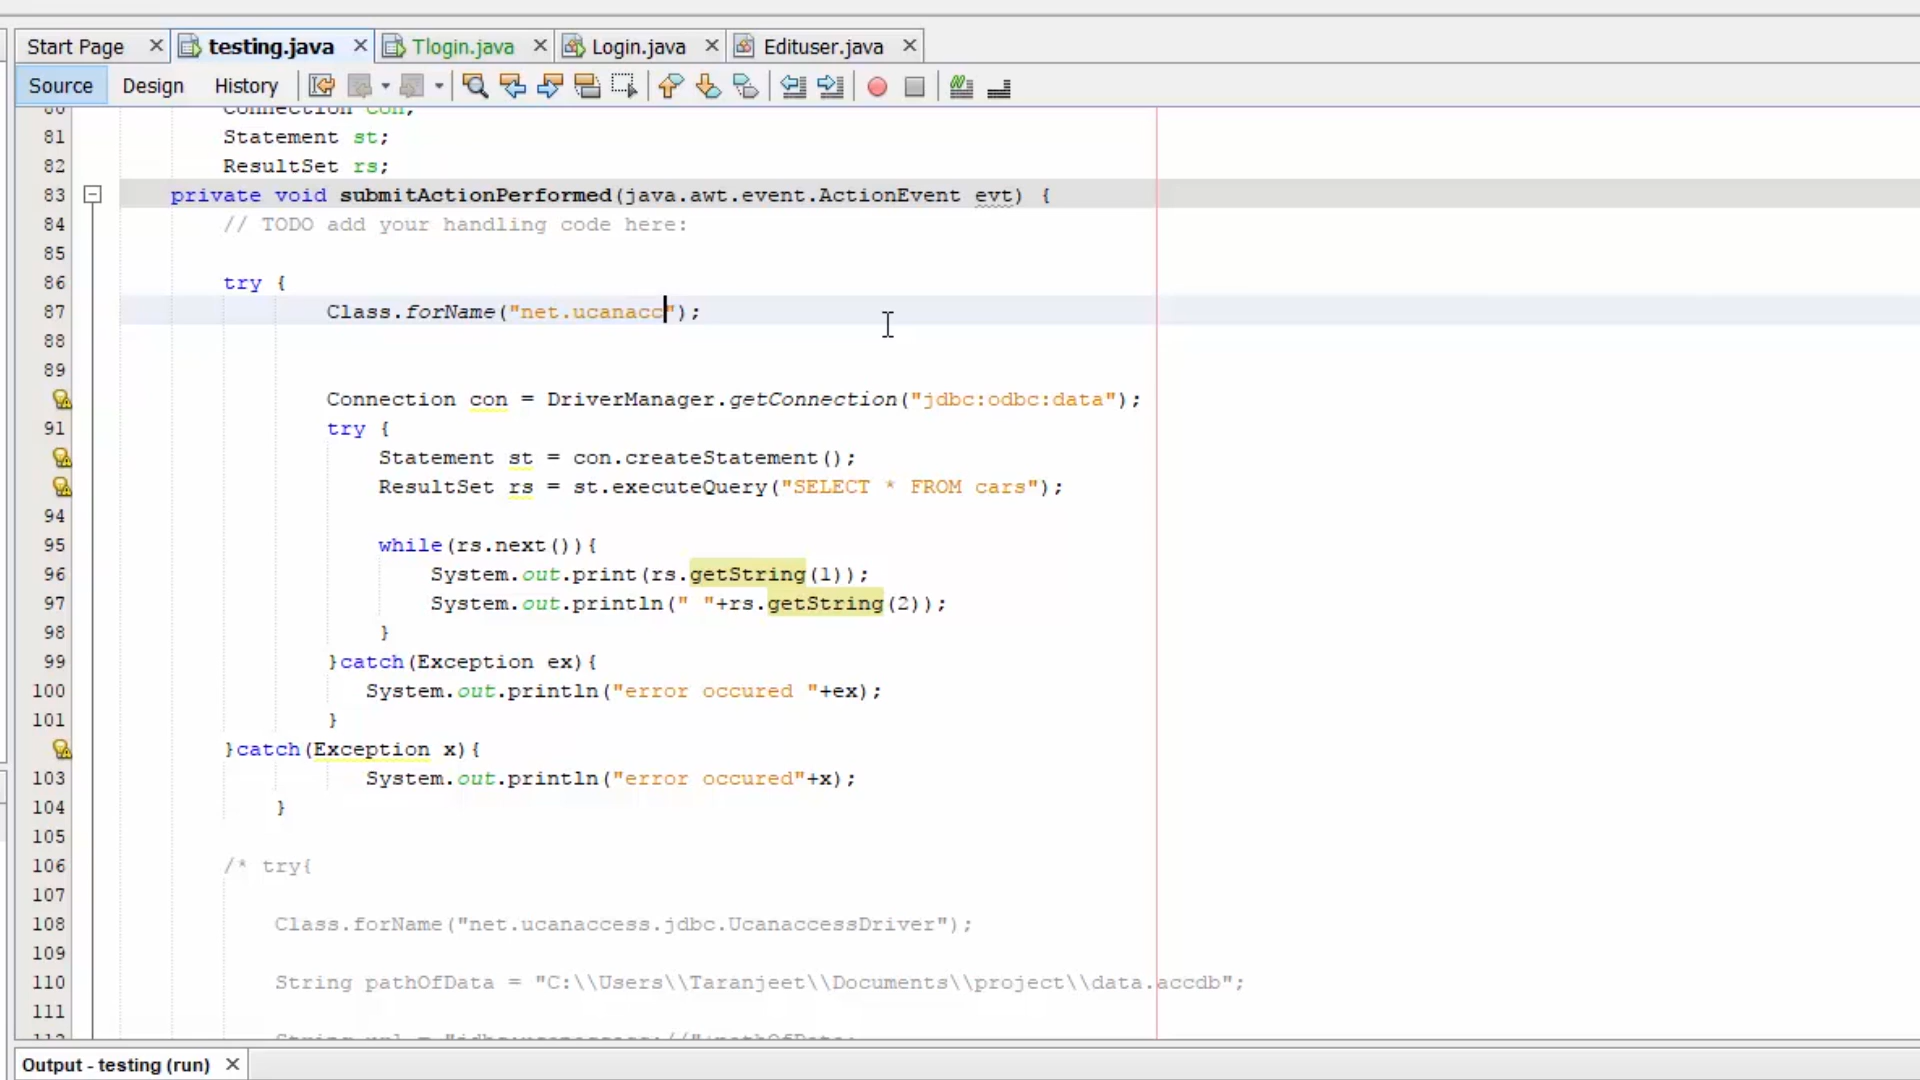 Start Page testing.java Tlogin.java Login.java Edituser.java
Source Design History
80 Connection con;
81 Statement st;
82 ResultSet rs;
83 private void submitActionPerformed(java.awt.event.ActionEvent evt) {
84 // TODO add your handling code here:
85
86 try {
87 Class.forName("net.ucanacc");
88
89
Connection con = DriverManager.getConnection("jdbc:odbc:data");
91 try {
Statement st = con.createStatement();
ResultSet rs = st.executeQuery("SELECT * FROM cars");
94
95 while(rs.next()){
96 System.out.print(rs.getString(1));
97 System.out.println(" "+rs.getString(2));
98 }
99 }catch(Exception ex){
100 System.out.println("error occured "+ex);
101 }
}catch(Exception x){
103 System.out.println("error occured"+x);
104 }
105
106 /* try{
107
108 Class.forName("net.ucanaccess.jdbc.UcanaccessDriver");
109
110 String pathOfData = "C:\\Users\\Taranjeet\\Documents\\project\\data.accdb";
111
Output - testing (run)